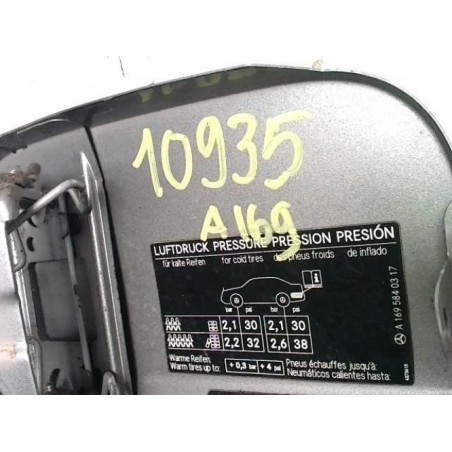 10935
A169
LUFTDRUCK PRESSURE PRESSION PRESIÓN
für kalte Reifen for cold tires des pneus froids de inflado
bar psi bar psi
2,1 30 2,1 30
2,2 32 2,6 38
Warme Reifen: Pneus échauffes jusqu'à:
Warm tires up to: + 0,3 bar + 4 psi Neumáticos calientes hasta:
A 169 584 03 17